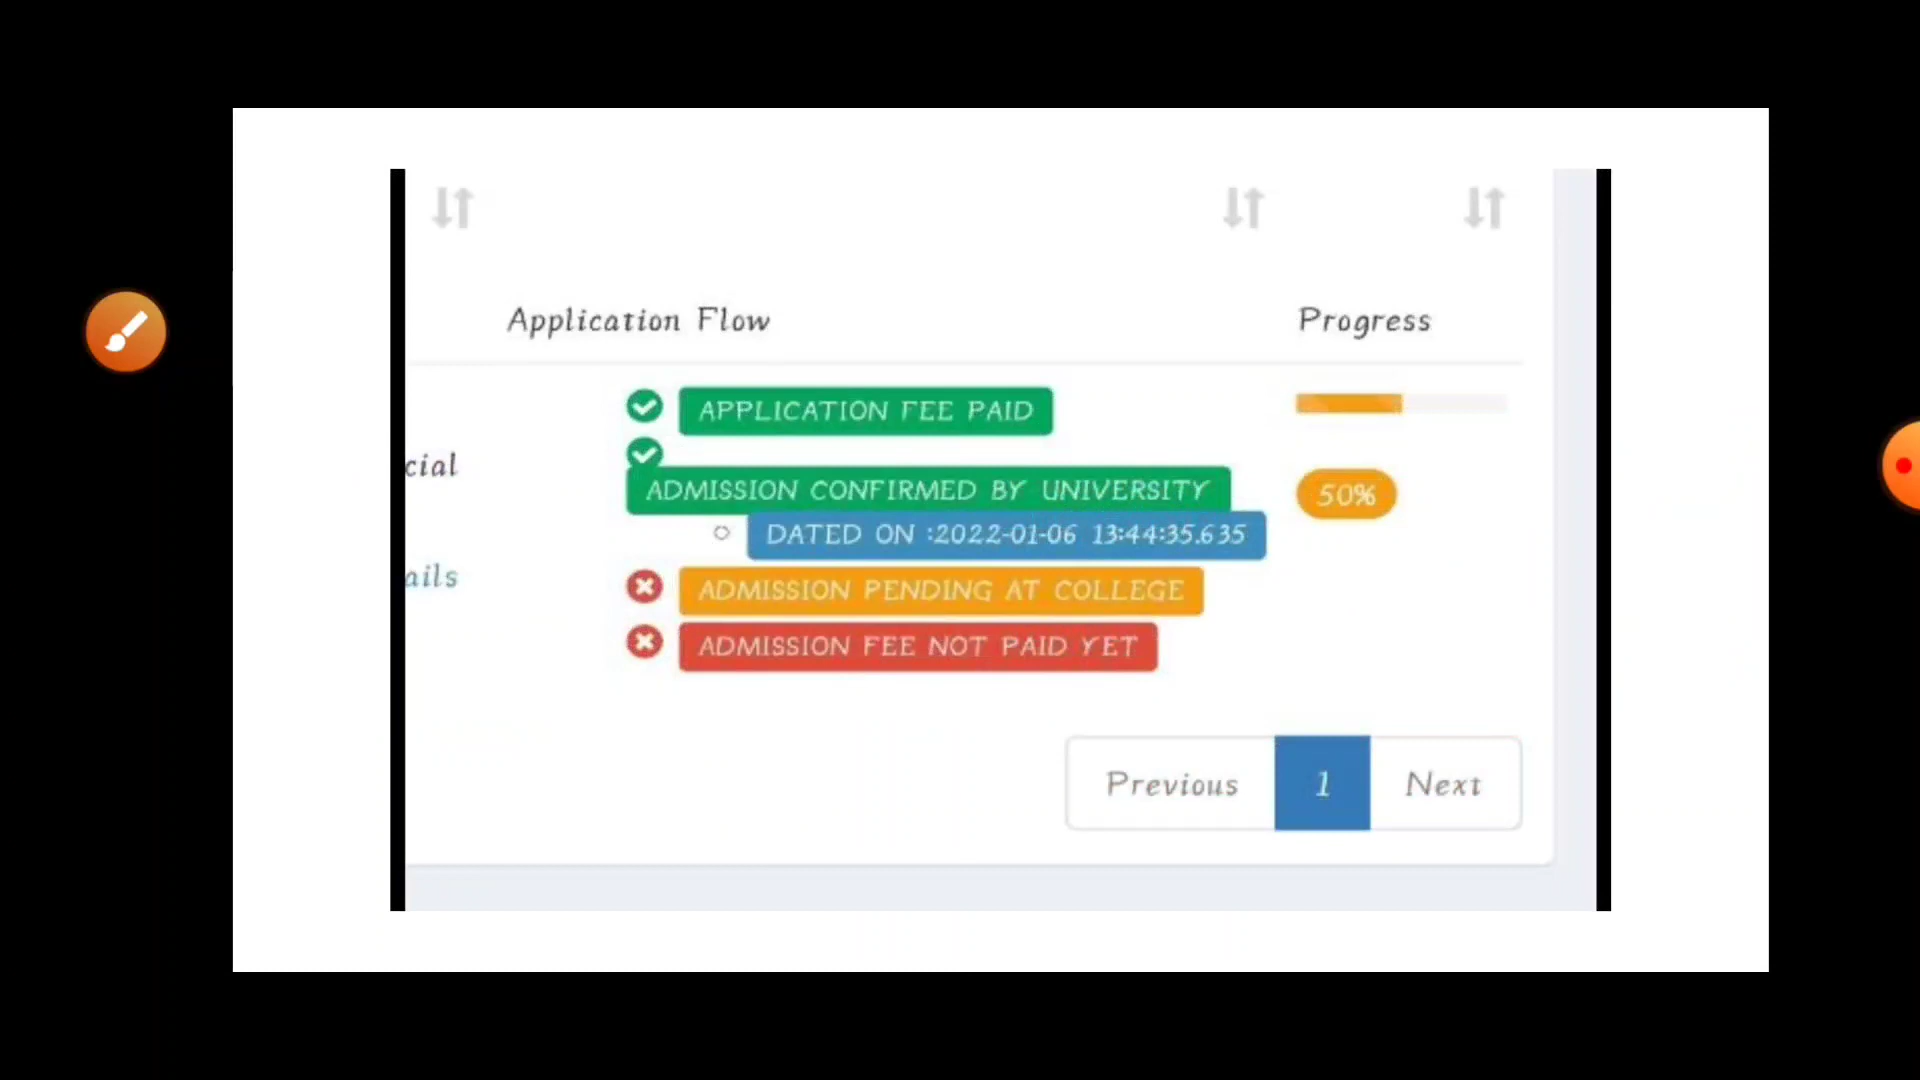 Application Flow
Progress
APPLICATION FEE PAID
cial
ADMISSION CONFIRMED BY UNIVERSITY
50%
DATED ON :2022-01-06 13:44:35.635
ails
ADMISSION PENDING AT COLLEGE
ADMISSION FEE NOT PAID YET
Previous 1 Next